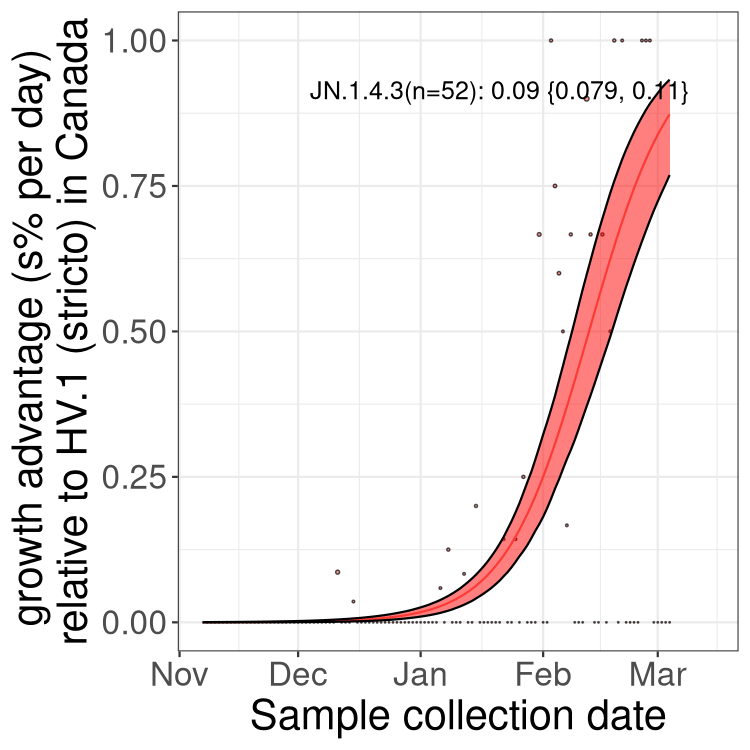 growth advantage (s% per day)
relative to HV.1 (stricto) in Canada
1.00
0.75
0.50
0.25
0.00
JN.1.4.3(n=52): 0.09 {0.079, 0.11}
Nov Dec Jan Feb Mar
Sample collection date